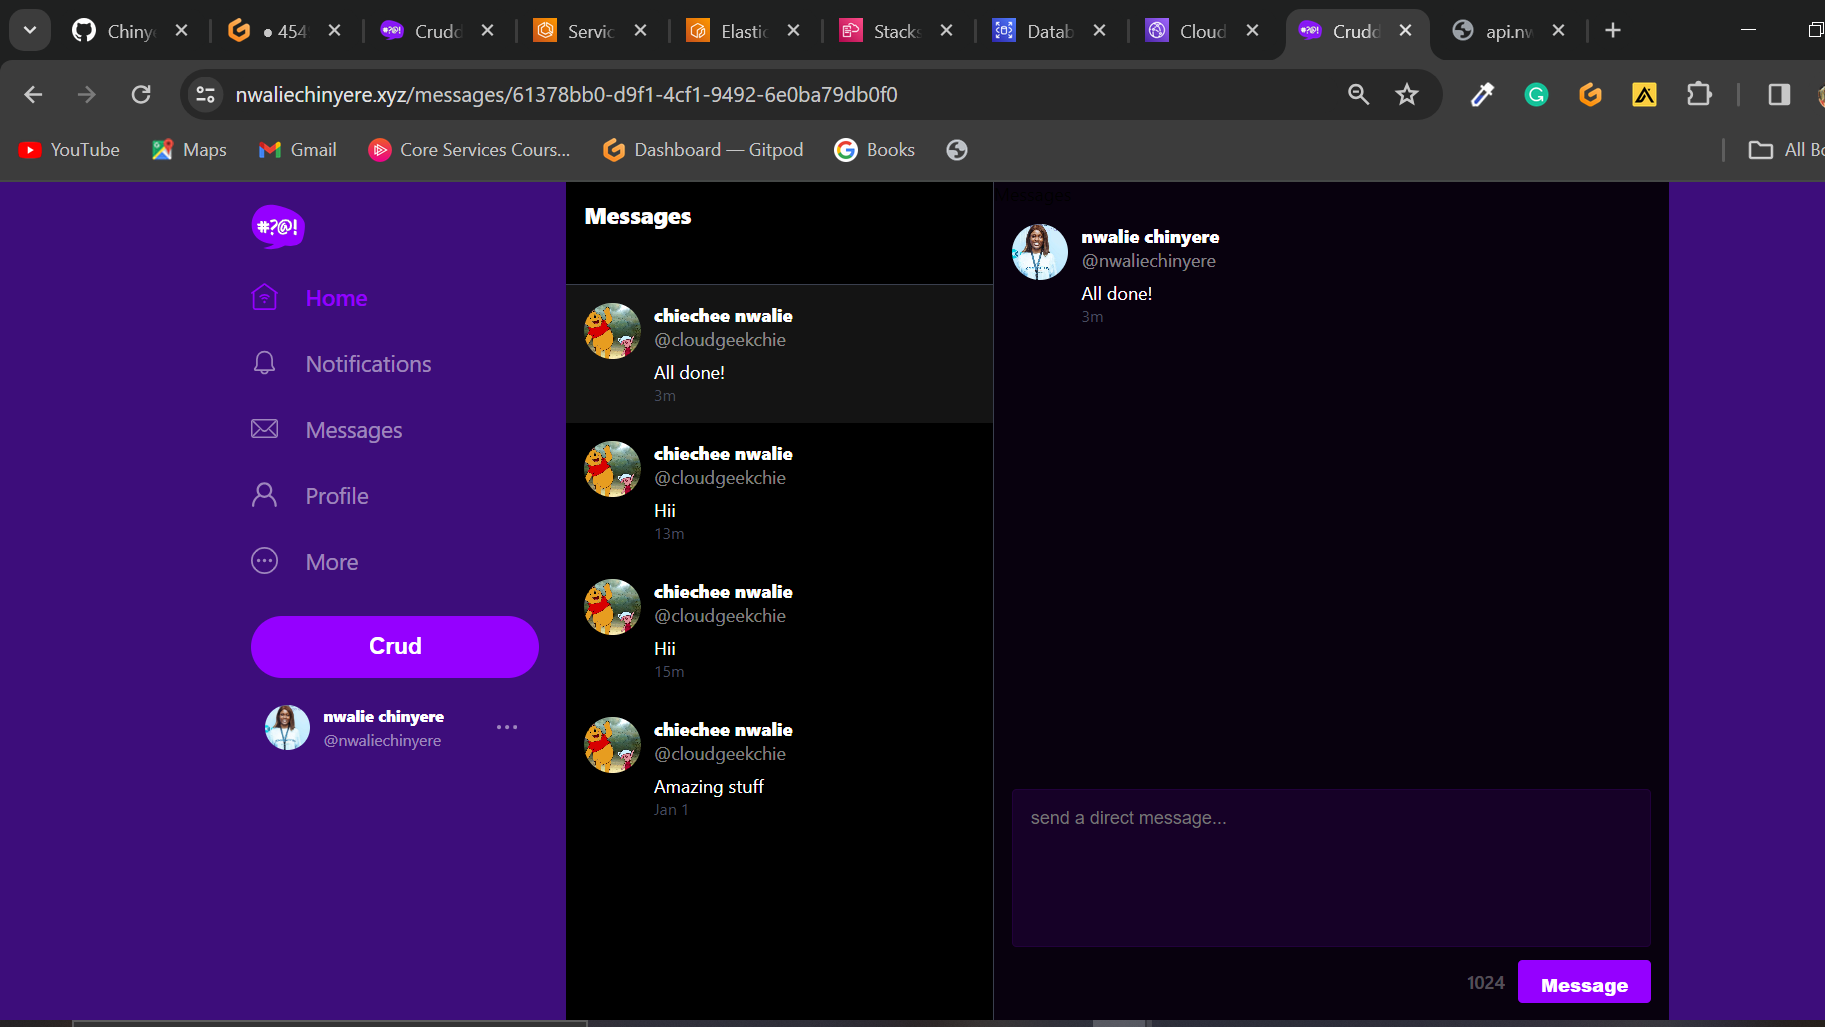 Chinye
● 454
Crudd
Servic
Elastic
Stacks
Datab
Cloud
Crudd
api.nw
nwaliechinyere.xyz/messages/61378bb0-d9f1-4cf1-9492-6e0ba79db0f0
YouTube
Maps
Gmail
Core Services Cours...
Dashboard — Gitpod
Books
All Bo
#?@!
Home
Notifications
Messages
Profile
More
Crud
nwalie chinyere
@nwaliechinyere
Messages
chiechee nwalie
@cloudgeekchie
All done!
3m
chiechee nwalie
@cloudgeekchie
Hii
13m
chiechee nwalie
@cloudgeekchie
Hii
15m
chiechee nwalie
@cloudgeekchie
Amazing stuff
Jan 1
Messages
nwalie chinyere
@nwaliechinyere
All done!
3m
send a direct message...
1024
Message